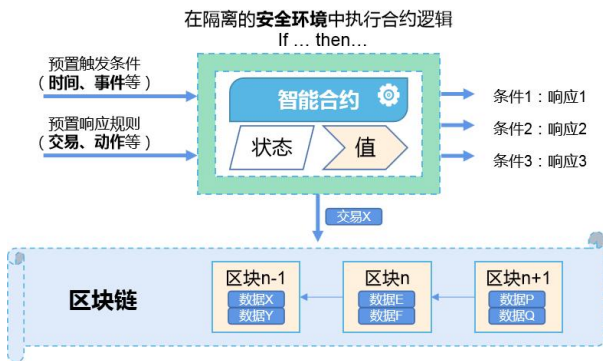 在隔离的安全环境中执行合约逻辑
If … then…
预置触发条件
（时间、事件等）
预置响应规则
（交易、动作等）
智能合约
状态
值
条件1：响应1
条件2：响应2
条件3：响应3
交易X
区块链
区块n-1
数据X
数据Y
区块n
数据E
数据F
区块n+1
数据P
数据Q